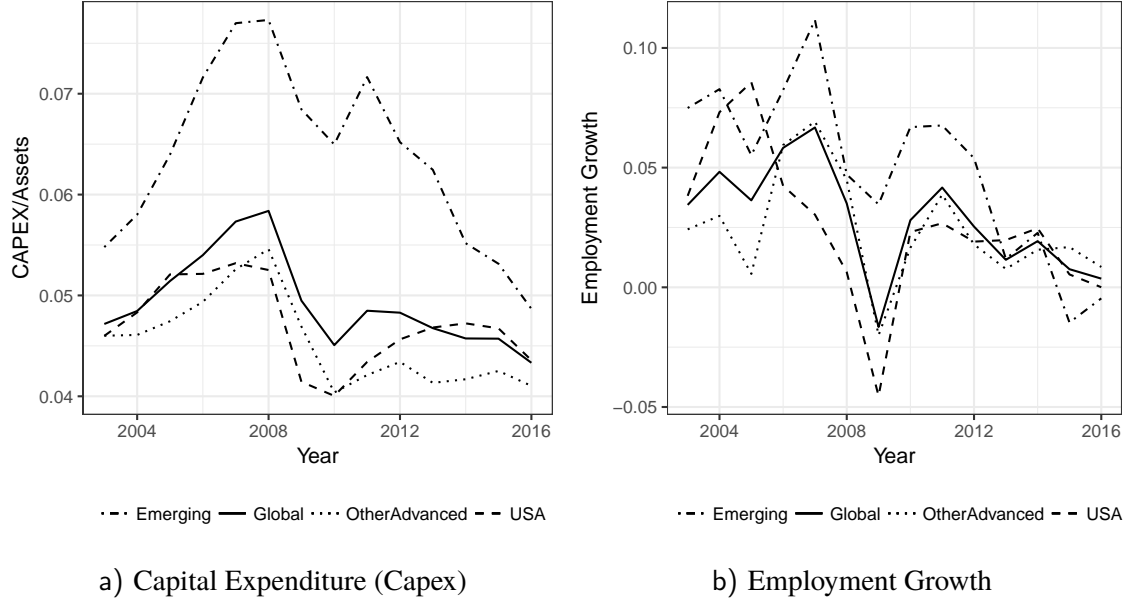 CAPEX/Assets
0.07
0.06
0.05
0.04
2004
2008
2012
2016
Year
Emerging
Global
OtherAdvanced
USA
a) Capital Expenditure (Capex)
Employment Growth
0.10
0.05
0.00
−0.05
2004
2008
2012
2016
Year
Emerging
Global
OtherAdvanced
USA
b) Employment Growth